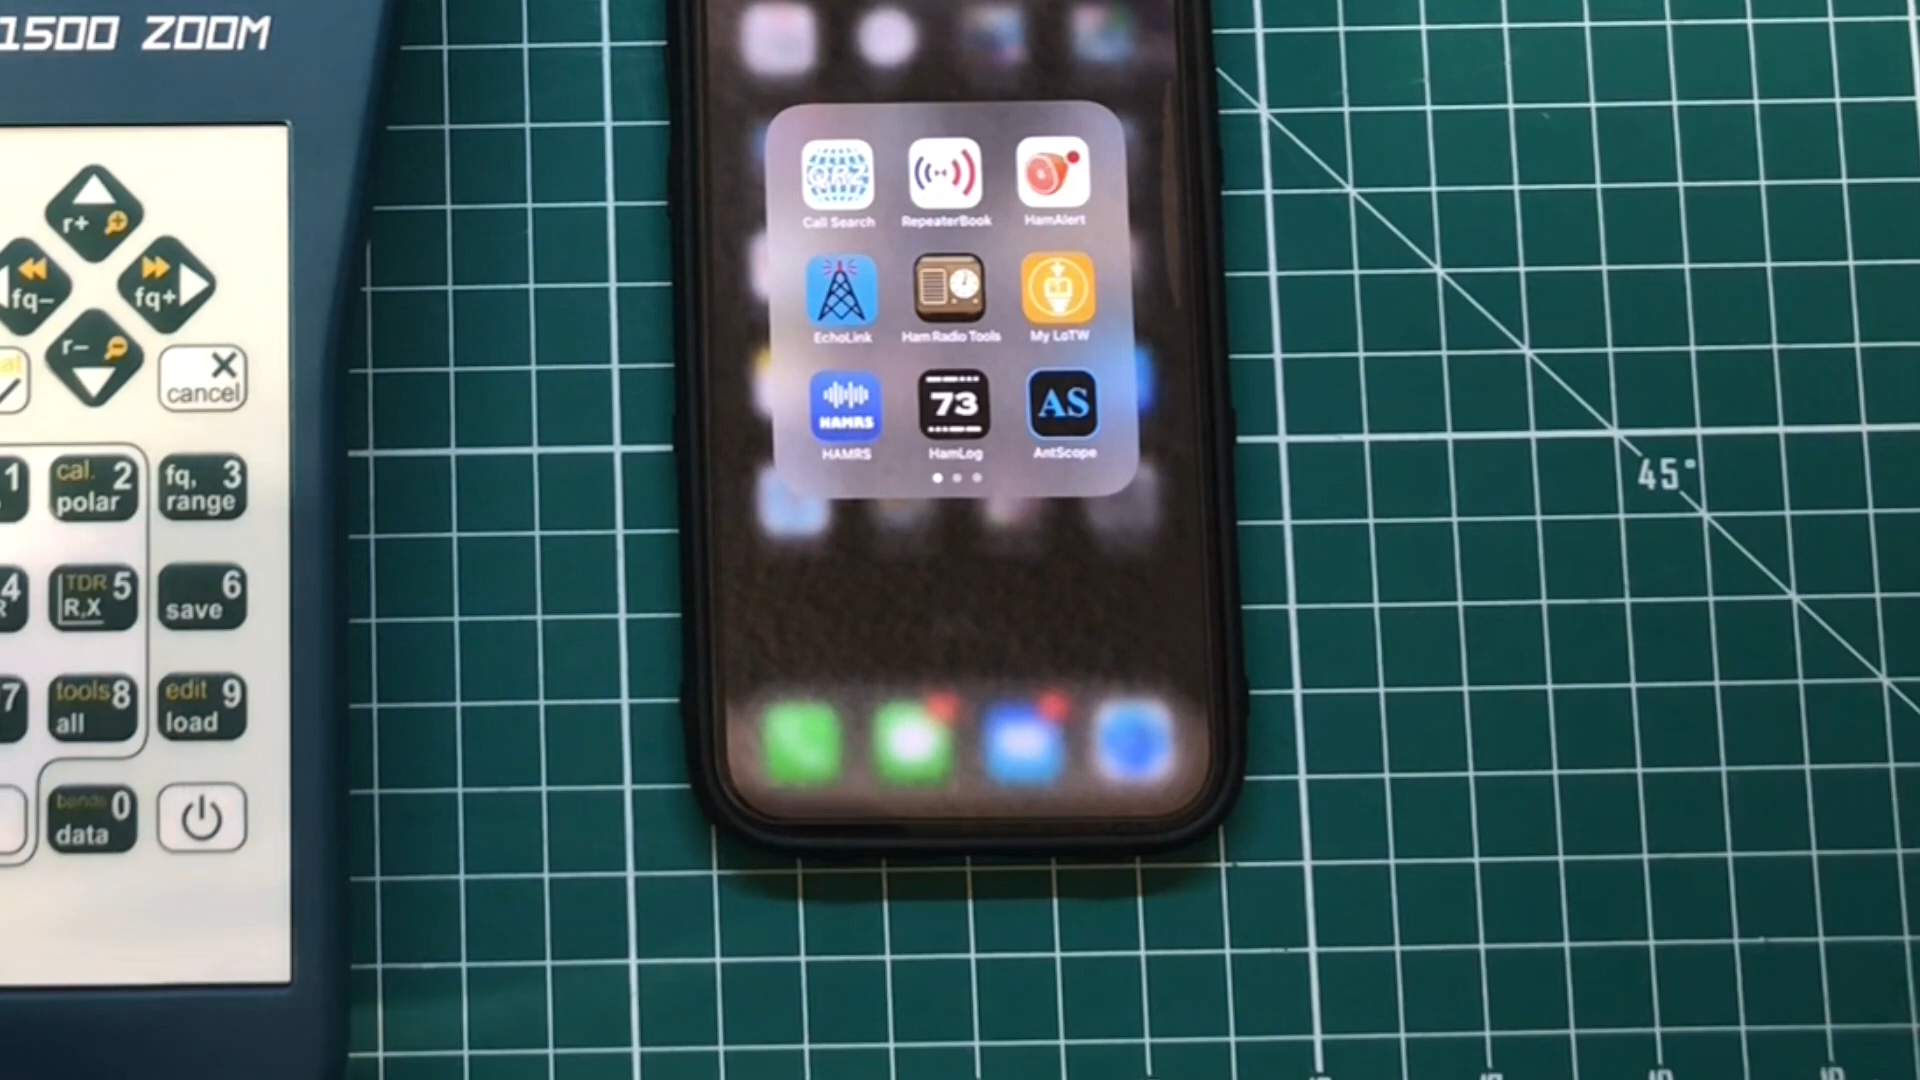 1500 ZOOM
r+
fq-
fq+
r-
cancel
1
cal. 2
polar
fq, 3
range
4
TDR 5
R,X
6
save
7
tools 8
all
edit 9
load
bands 0
data
QRZ
Call Search
RepeaterBook
HamAlert
EchoLink
Ham Radio Tools
My LoTW
HAMRS
HAMRS
73
HamLog
AS
AntScope
45°